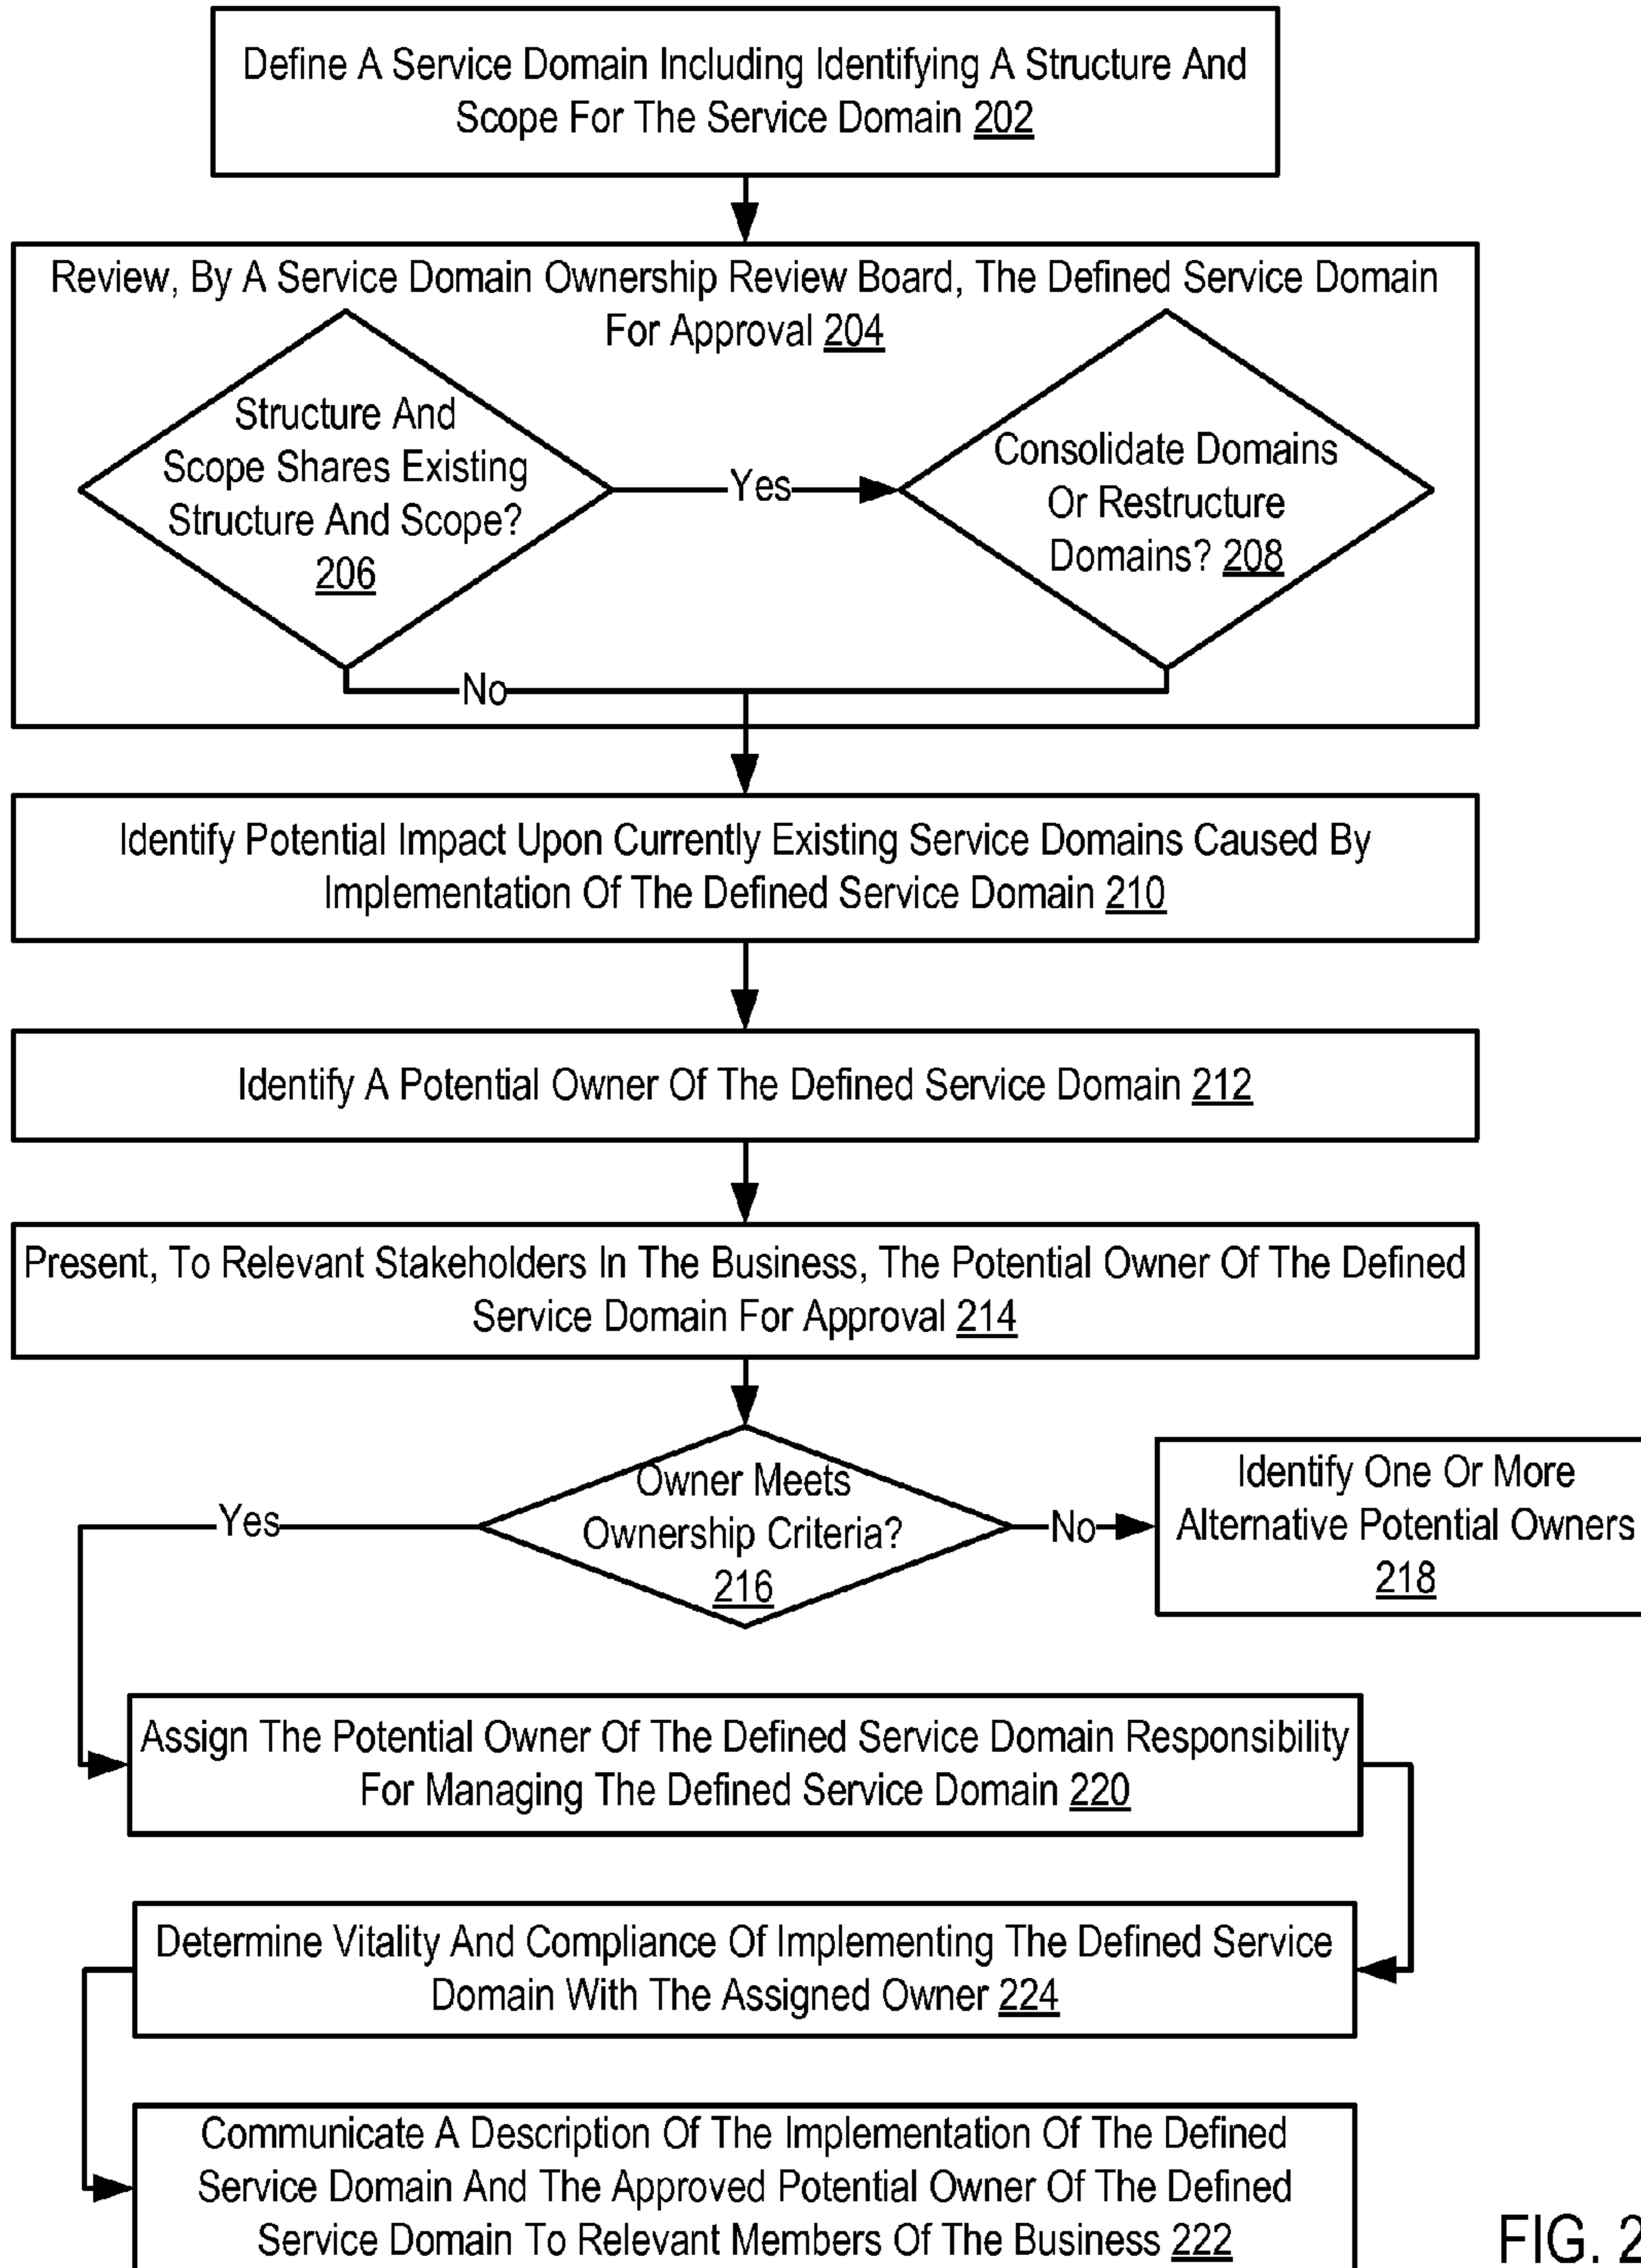 Define A Service Domain Including Identifying A Structure And
Scope For The Service Domain 202
Review, By A Service Domain Ownership Review Board, The Defined Service Domain
For Approval 204
Structure And
Scope Shares Existing
Structure And Scope?
206
Yes
Consolidate Domains
Or Restructure
Domains? 208
No
Identify Potential Impact Upon Currently Existing Service Domains Caused By
Implementation Of The Defined Service Domain 210
Identify A Potential Owner Of The Defined Service Domain 212
Present, To Relevant Stakeholders In The Business, The Potential Owner Of The Defined
Service Domain For Approval 214
Owner Meets
Ownership Criteria?
216
Yes
No
Identify One Or More
Alternative Potential Owners
218
Assign The Potential Owner Of The Defined Service Domain Responsibility
For Managing The Defined Service Domain 220
Determine Vitality And Compliance Of Implementing The Defined Service
Domain With The Assigned Owner 224
Communicate A Description Of The Implementation Of The Defined
Service Domain And The Approved Potential Owner Of The Defined
Service Domain To Relevant Members Of The Business 222
FIG. 2